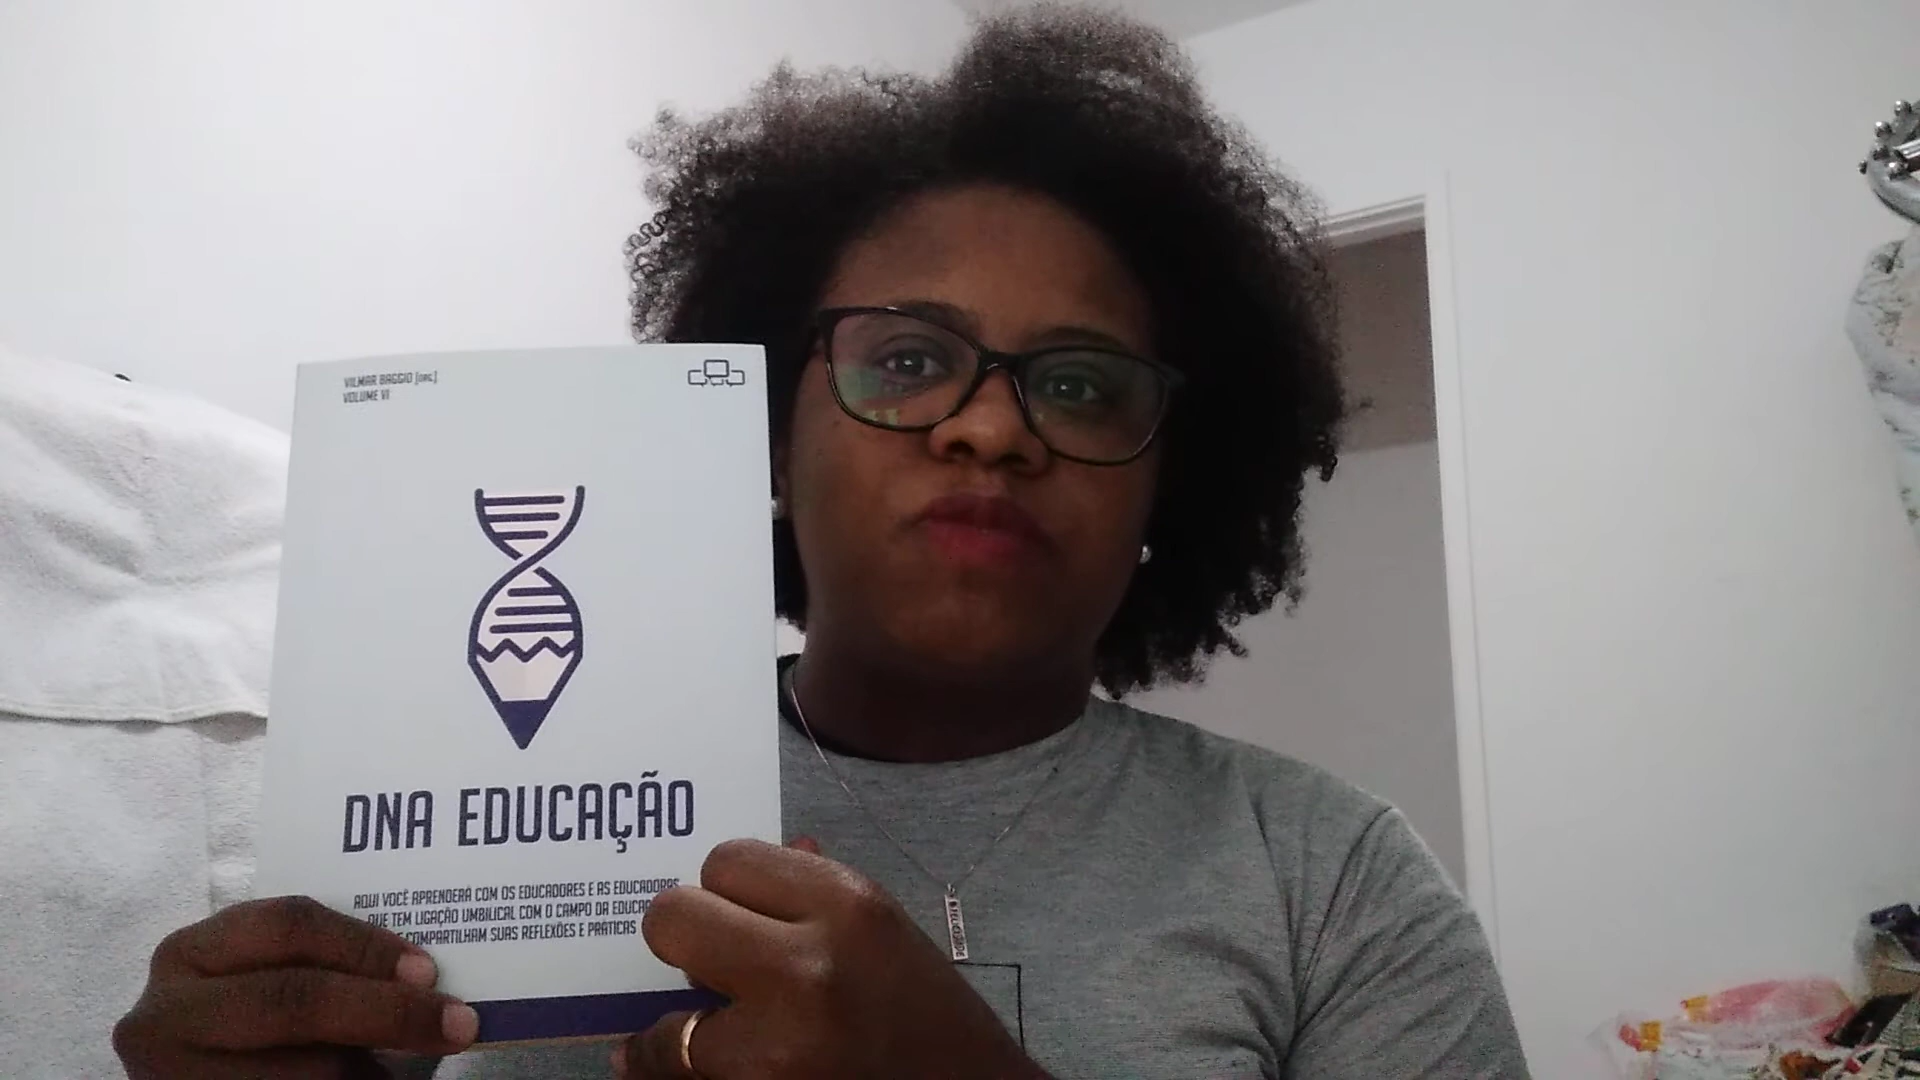 VILMAR BAGGIO [ORG.]
VOLUME VI
DNA EDUCAÇÃO
AQUI VOCÊ APRENDERÁ COM OS EDUCADORES E AS EDUCADORAS
QUE TEM LIGAÇÃO UMBILICAL COM O CAMPO DA
COMPARTILHAM SUAS REFLEXÕES E PRÁTICAS